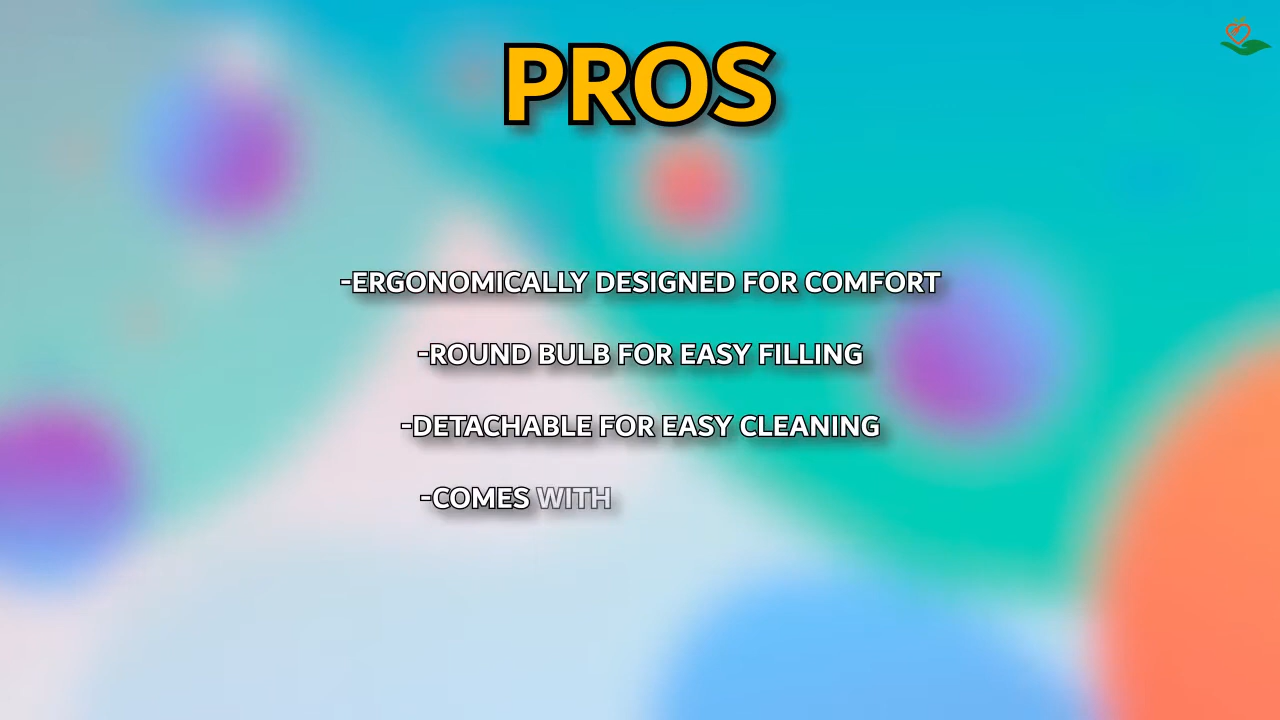 PROS
-ERGONOMICALLY DESIGNED FOR COMFORT
-ROUND BULB FOR EASY FILLING
-DETACHABLE FOR EASY CLEANING
-COMES WITH